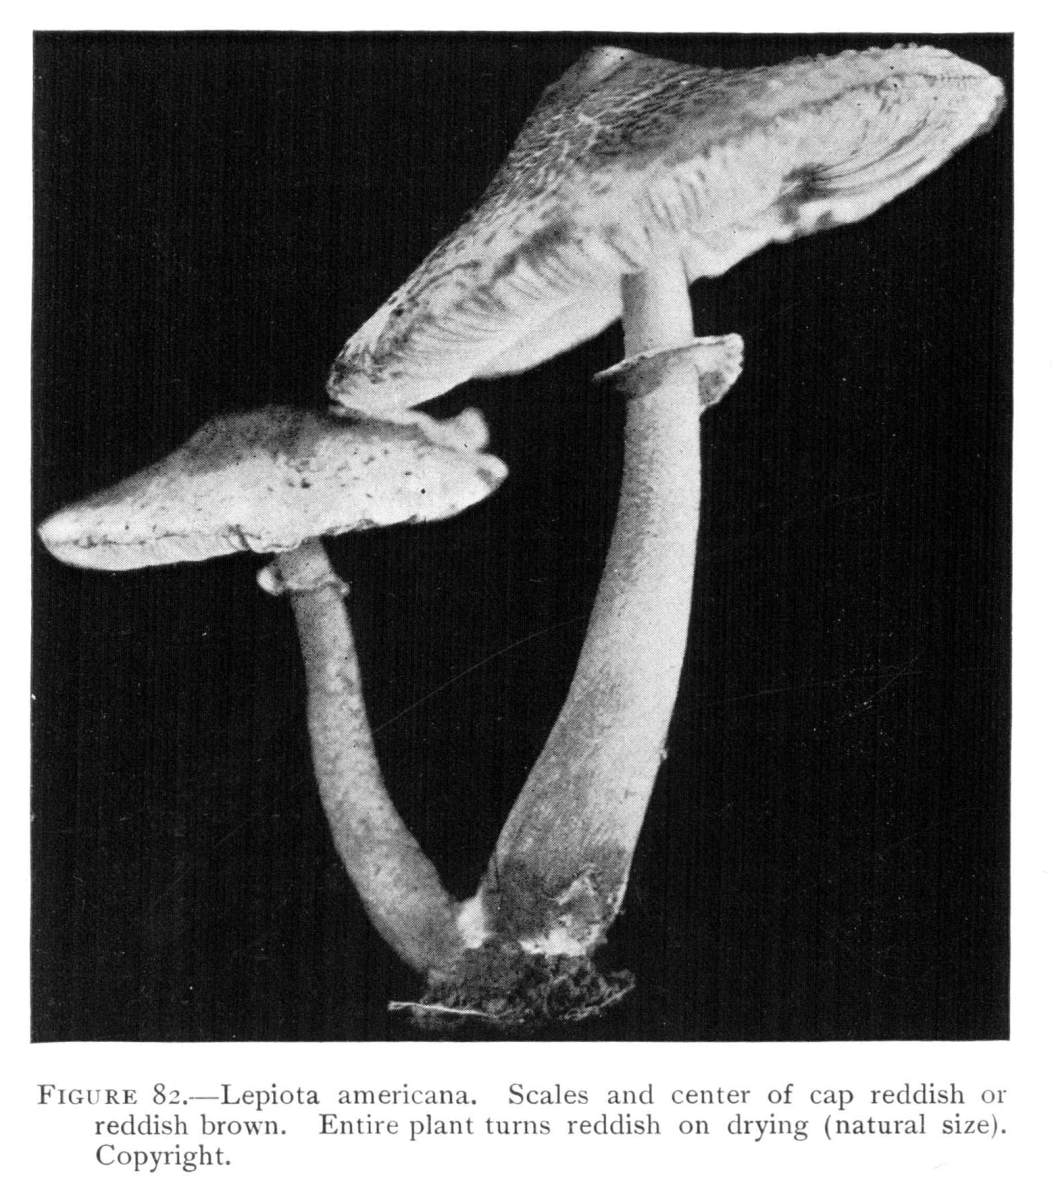 FIGURE 82.—Lepiota americana. Scales and center of cap reddish or
reddish brown. Entire plant turns reddish on drying (natural size).
Copyright.